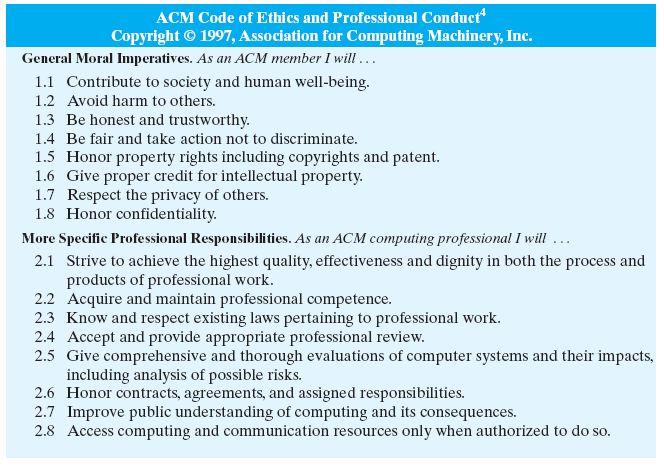 ACM Code of Ethics and Professional Conduct4
Copyright © 1997, Association for Computing Machinery, Inc.
General Moral Imperatives. As an ACM member I will . . .
1.1 Contribute to society and human well-being.
1.2 Avoid harm to others.
1.3 Be honest and trustworthy.
1.4 Be fair and take action not to discriminate.
1.5 Honor property rights including copyrights and patent.
1.6 Give proper credit for intellectual property.
1.7 Respect the privacy of others.
1.8 Honor confidentiality.
More Specific Professional Responsibilities. As an ACM computing professional I will . . .
2.1 Strive to achieve the highest quality, effectiveness and dignity in both the process and
products of professional work.
2.2 Acquire and maintain professional competence.
2.3 Know and respect existing laws pertaining to professional work.
2.4 Accept and provide appropriate professional review.
2.5 Give comprehensive and thorough evaluations of computer systems and their impacts,
including analysis of possible risks.
2.6 Honor contracts, agreements, and assigned responsibilities.
2.7 Improve public understanding of computing and its consequences.
2.8 Access computing and communication resources only when authorized to do so.